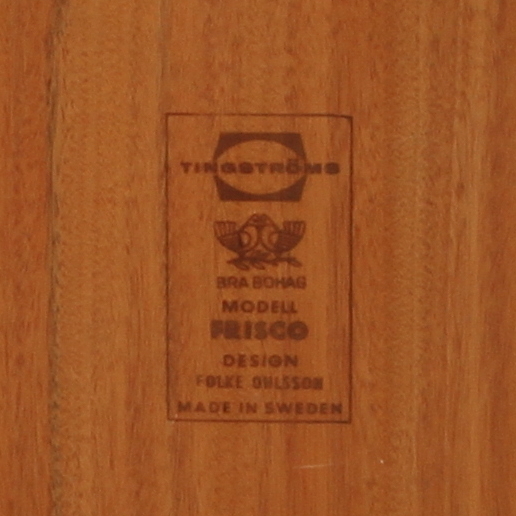 TINGSTRÖMS
BRA BOHAG
MODELL
FRISCO
DESIGN
FOLKE OHLSSON
MADE IN SWEDEN